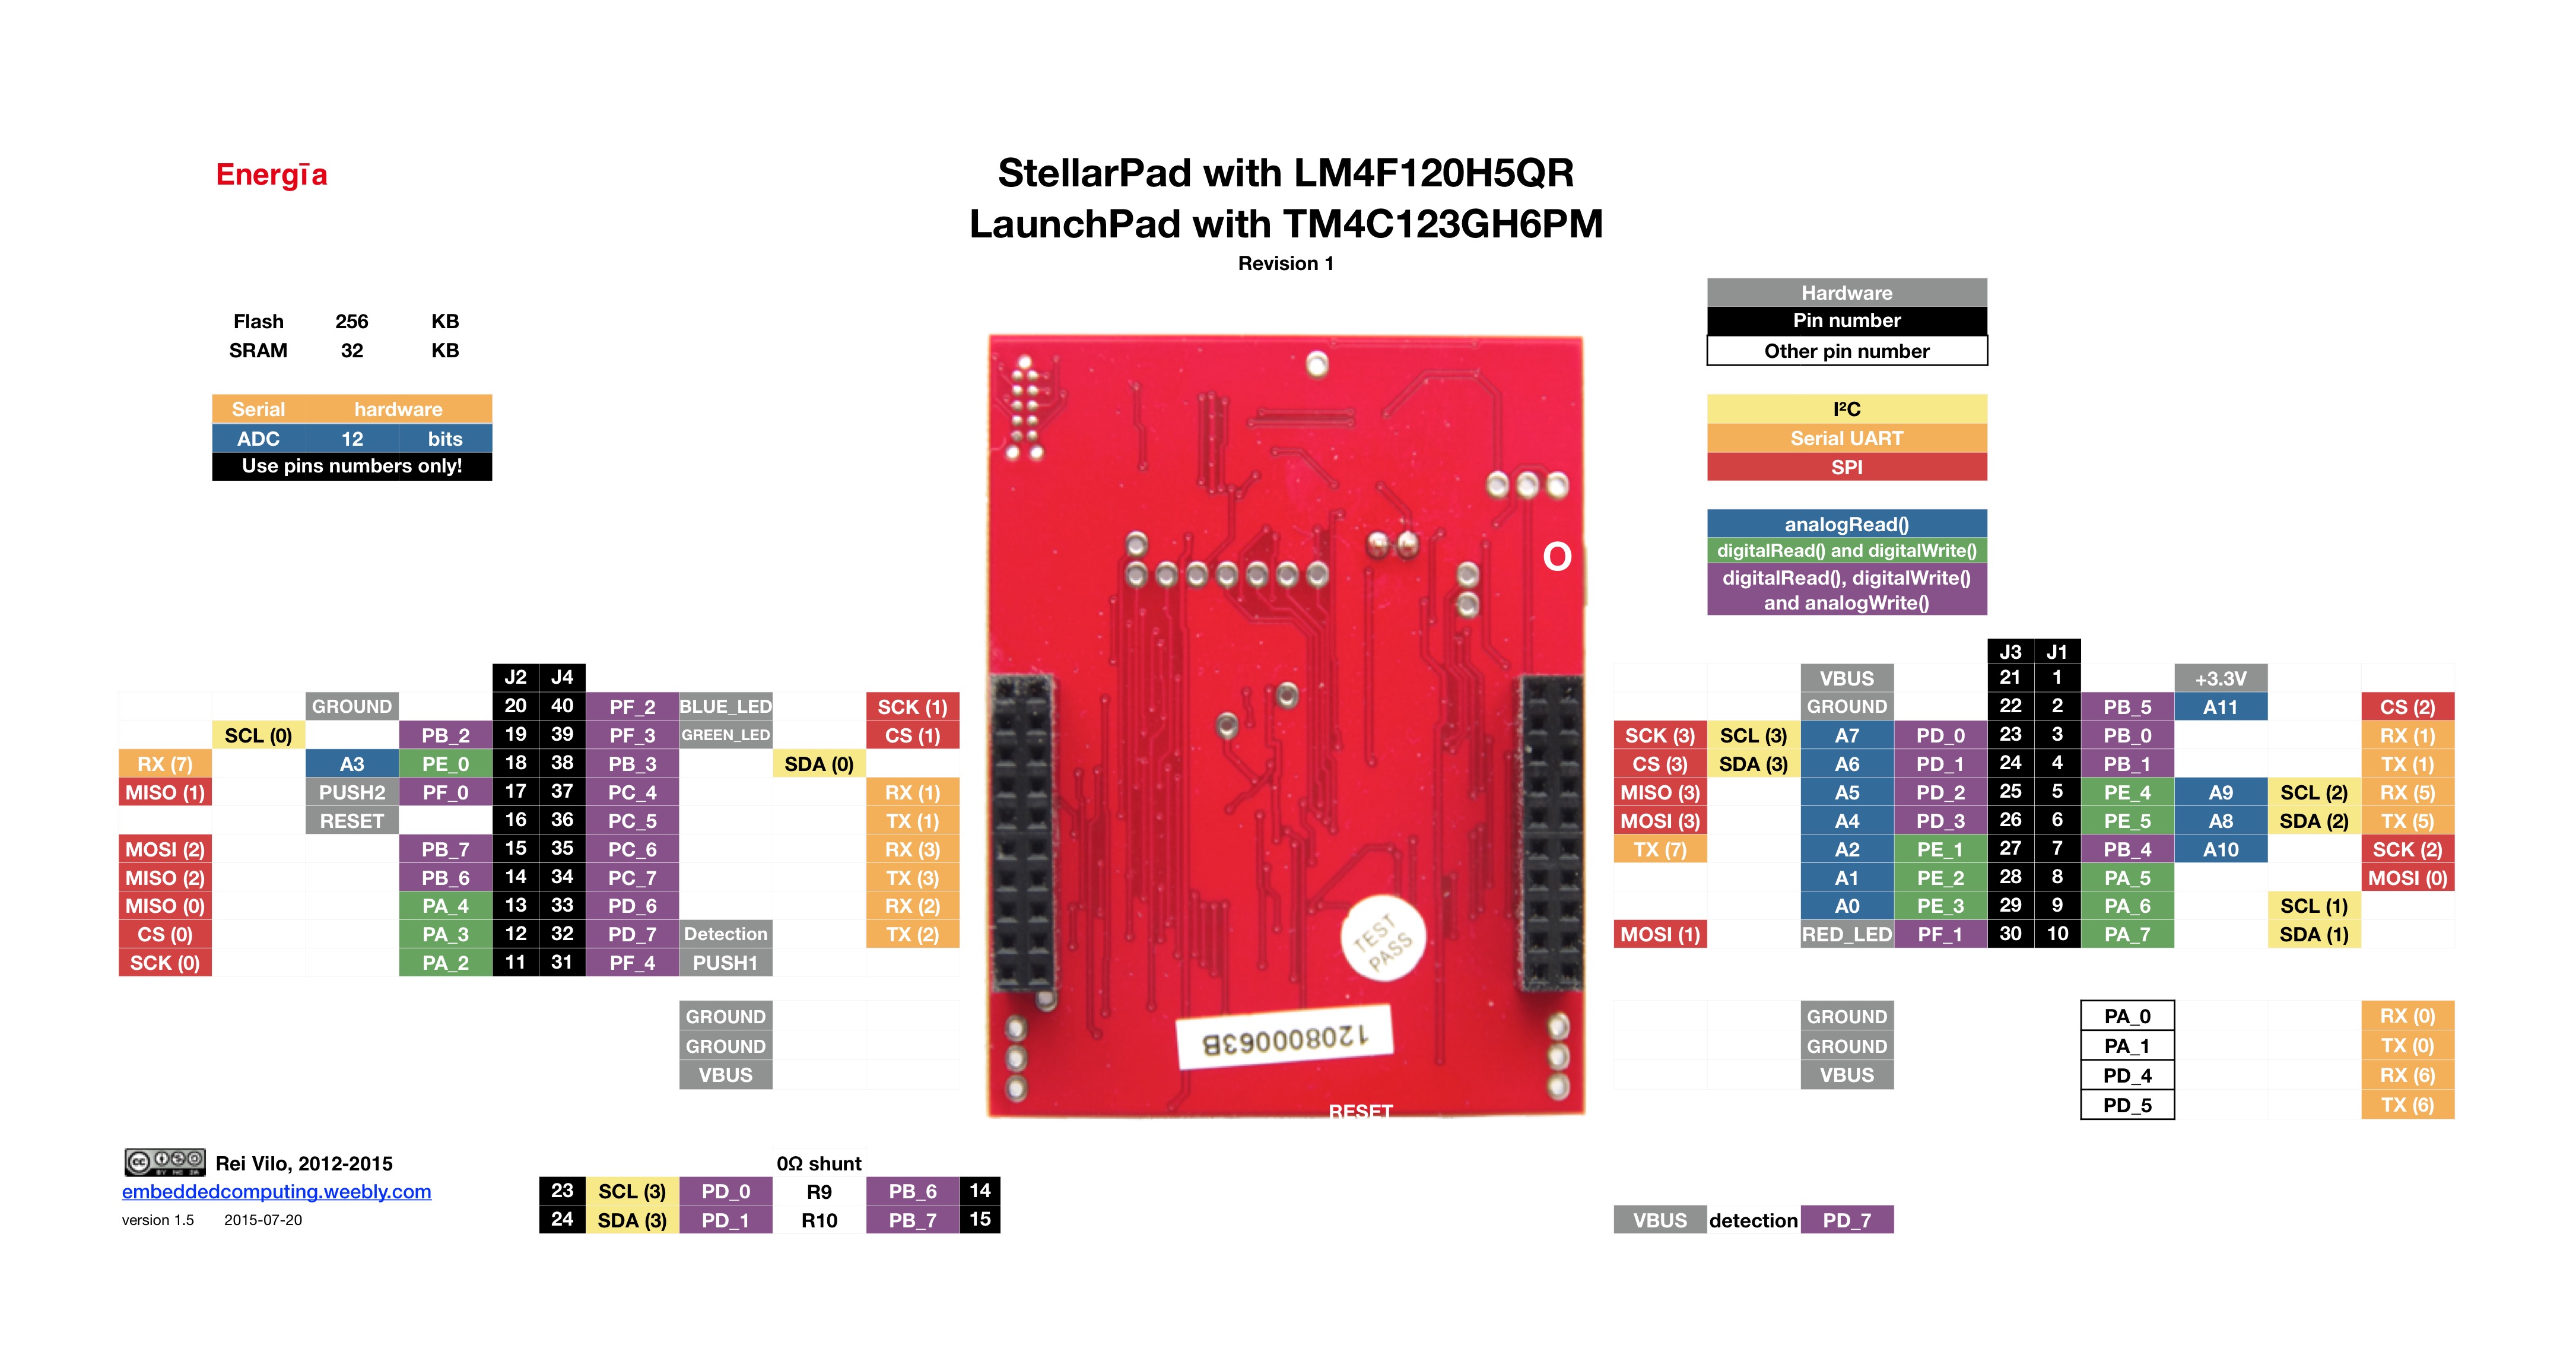 Energīa
StellarPad with LM4F120H5QR
LaunchPad with TM4C123GH6PM
Revision 1
Flash 256 KB
SRAM 32 KB
Serial hardware
ADC 12 bits
Use pins numbers only!
Hardware
Pin number
Other pin number
I²C
Serial UART
SPI
analogRead()
digitalRead() and digitalWrite()
digitalRead(), digitalWrite()
and analogWrite()
O
J2 J4
GROUND 20 40 PF_2 BLUE_LED SCK (1)
SCL (0) PB_2 19 39 PF_3 GREEN_LED CS (1)
RX (7) A3 PE_0 18 38 PB_3 SDA (0)
MISO (1) PUSH2 PF_0 17 37 PC_4 RX (1)
RESET 16 36 PC_5 TX (1)
MOSI (2) PB_7 15 35 PC_6 RX (3)
MISO (2) PB_6 14 34 PC_7 TX (3)
MISO (0) PA_4 13 33 PD_6 RX (2)
CS (0) PA_3 12 32 PD_7 Detection TX (2)
SCK (0) PA_2 11 31 PF_4 PUSH1
GROUND
GROUND
VBUS
TEST
PASS
12080063B
RESET
J3 J1
VBUS 21 1 +3.3V
GROUND 22 2 PB_5 A11 CS (2)
SCK (3) SCL (3) A7 PD_0 23 3 PB_0 RX (1)
CS (3) SDA (3) A6 PD_1 24 4 PB_1 TX (1)
MISO (3) A5 PD_2 25 5 PE_4 A9 SCL (2) RX (5)
MOSI (3) A4 PD_3 26 6 PE_5 A8 SDA (2) TX (5)
TX (7) A2 PE_1 27 7 PB_4 A10 SCK (2)
A1 PE_2 28 8 PA_5 MOSI (0)
A0 PE_3 29 9 PA_6 SCL (1)
MOSI (1) RED_LED PF_1 30 10 PA_7 SDA (1)
GROUND PA_0 RX (0)
GROUND PA_1 TX (0)
VBUS PD_4 RX (6)
PD_5 TX (6)
cc BY NC SA Rei Vilo, 2012-2015
embeddedcomputing.weebly.com
version 1.5 2015-07-20
0Ω shunt
23 SCL (3) PD_0 R9 PB_6 14
24 SDA (3) PD_1 R10 PB_7 15
VBUS detection PD_7